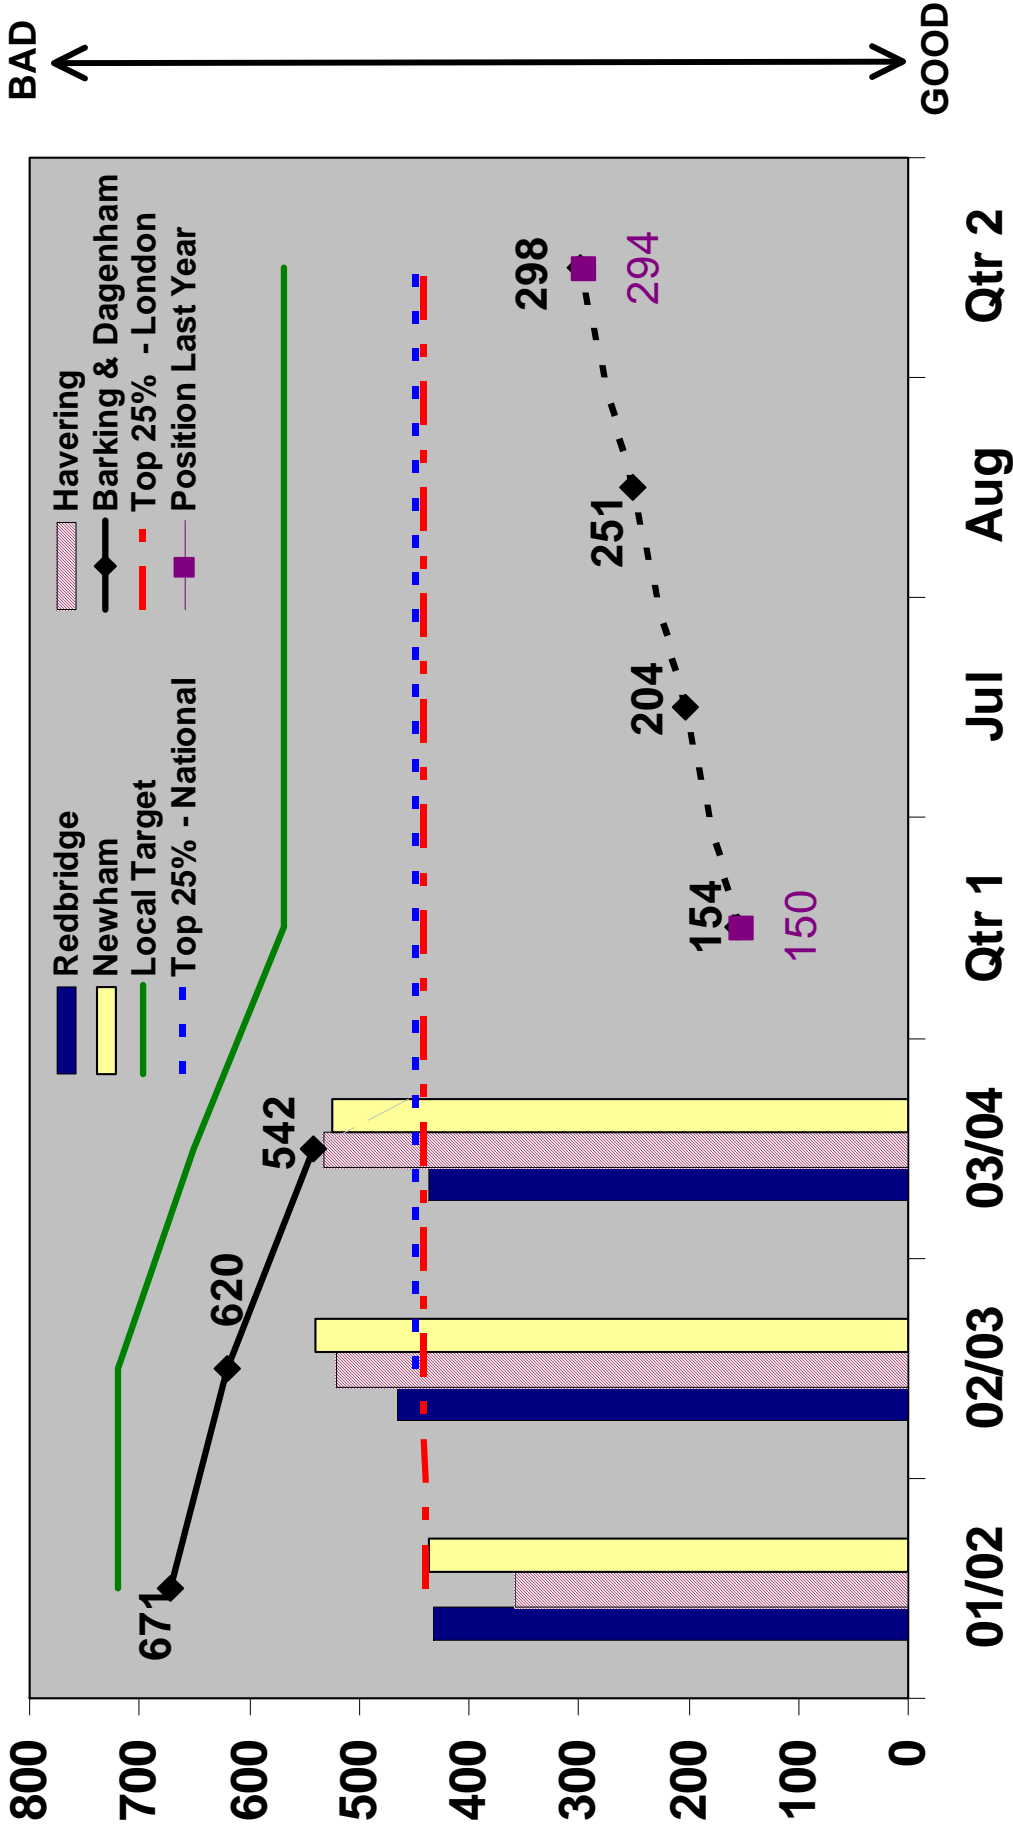 BAD
GOOD
Redbridge
Havering
Newham
Barking & Dagenham
Local Target
Top 25%  - London
Top 25% - National
Position Last Year
800
700
600
500
400
300
200
100
0
671
620
542
154
204
251
298
150
294
01/02
02/03
03/04
Qtr 1
Jul
Aug
Qtr 2